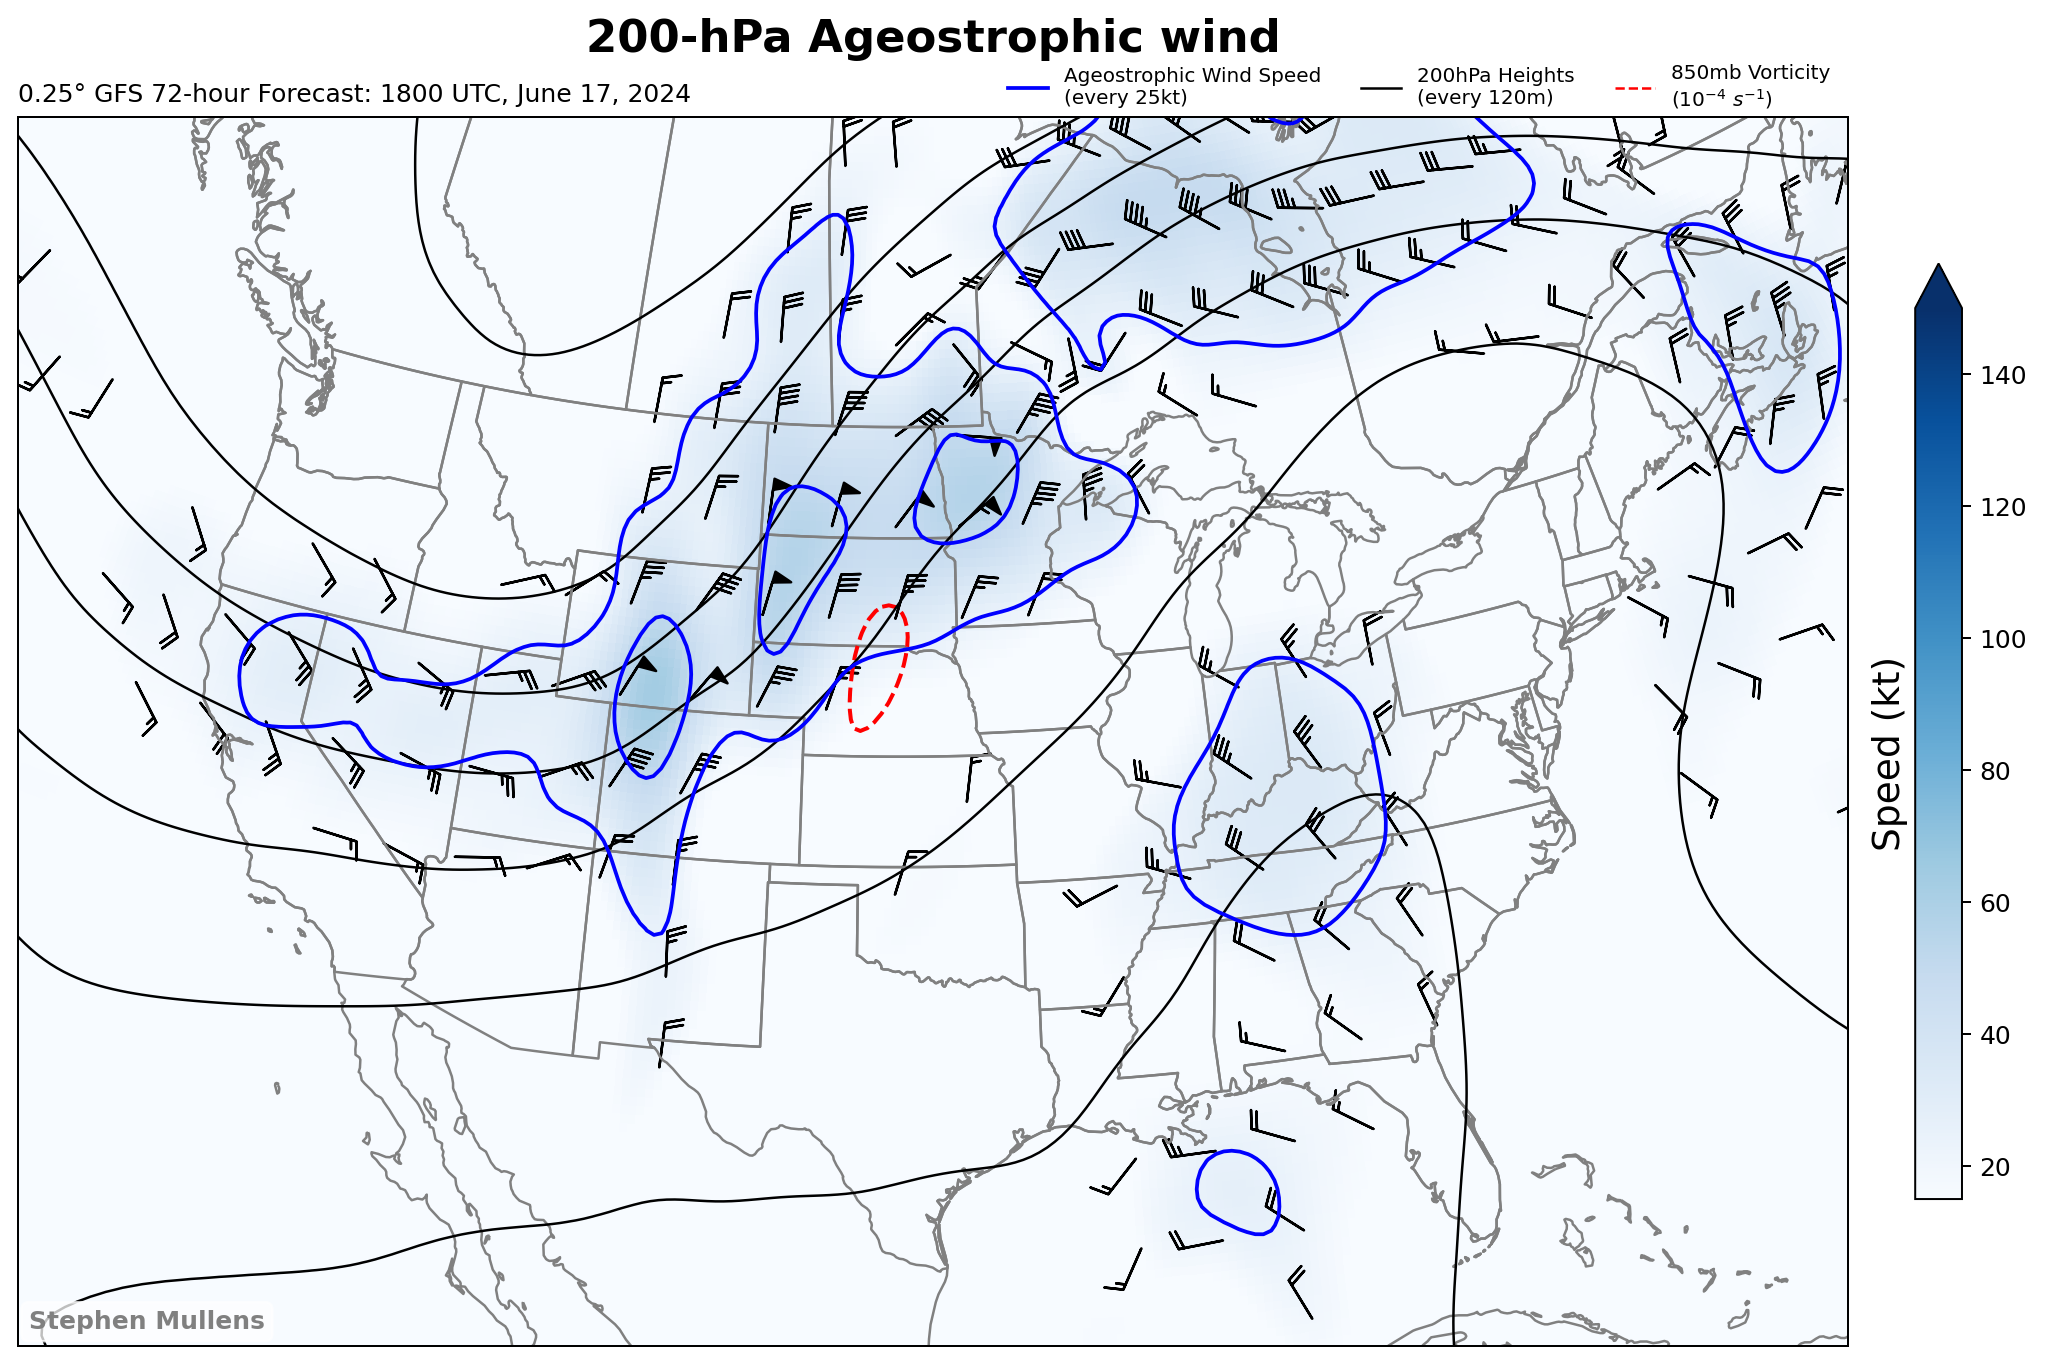 200-hPa Ageostrophic wind
0.25° GFS 72-hour Forecast: 1800 UTC, June 17, 2024
Ageostrophic Wind Speed
(every 25kt)
200hPa Heights
(every 120m)
850mb Vorticity
(10⁻⁴ s⁻¹)
140
120
100
80
60
40
20
Speed (kt)
Stephen Mullens